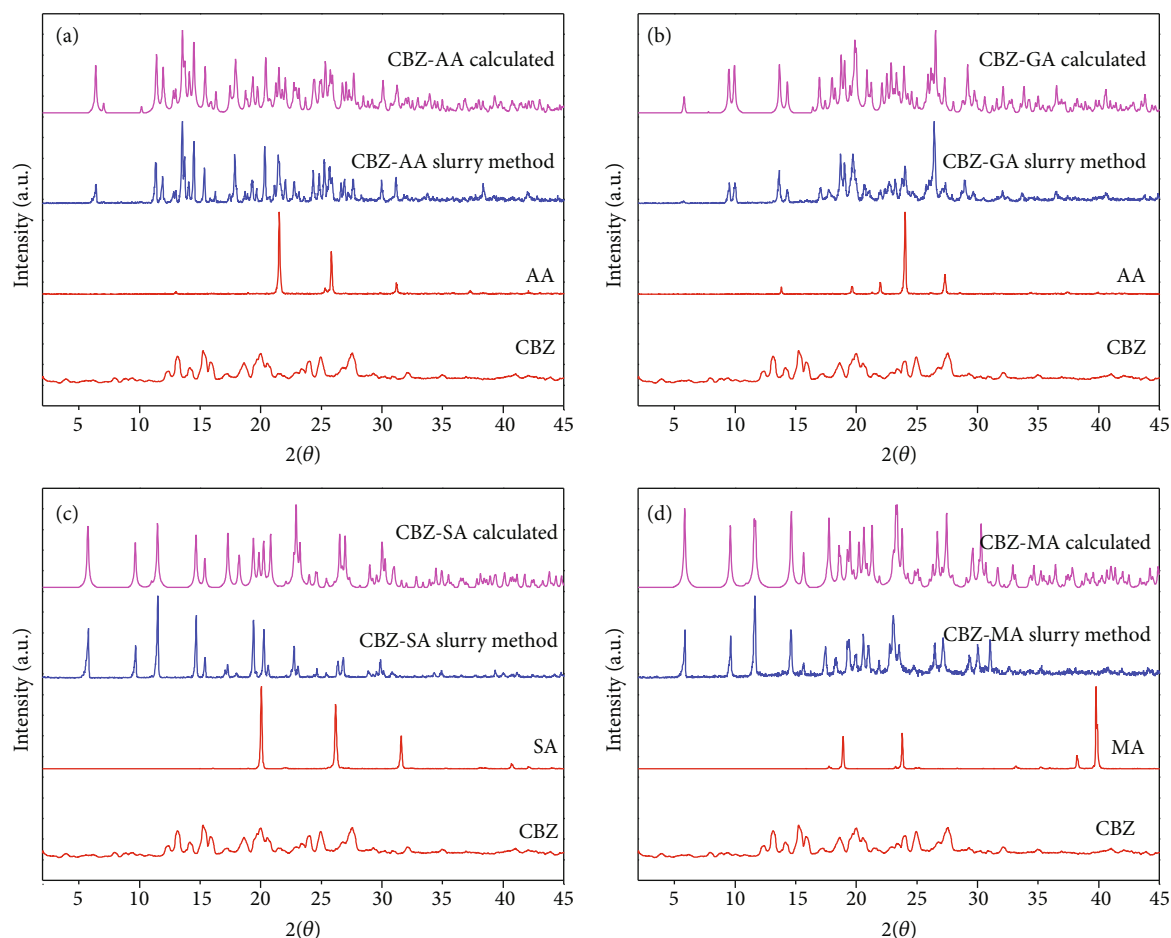 (a)
CBZ-AA calculated
CBZ-AA slurry method
AA
CBZ
Intensity (a.u.)
5 10 15 20 25 30 35 40 45
2(θ)
(b)
CBZ-GA calculated
CBZ-GA slurry method
AA
CBZ
Intensity (a.u.)
5 10 15 20 25 30 35 40 45
2(θ)
(c)
CBZ-SA calculated
CBZ-SA slurry method
SA
CBZ
Intensity (a.u.)
5 10 15 20 25 30 35 40 45
2(θ)
(d)
CBZ-MA calculated
CBZ-MA slurry method
MA
CBZ
Intensity (a.u.)
5 10 15 20 25 30 35 40 45
2(θ)